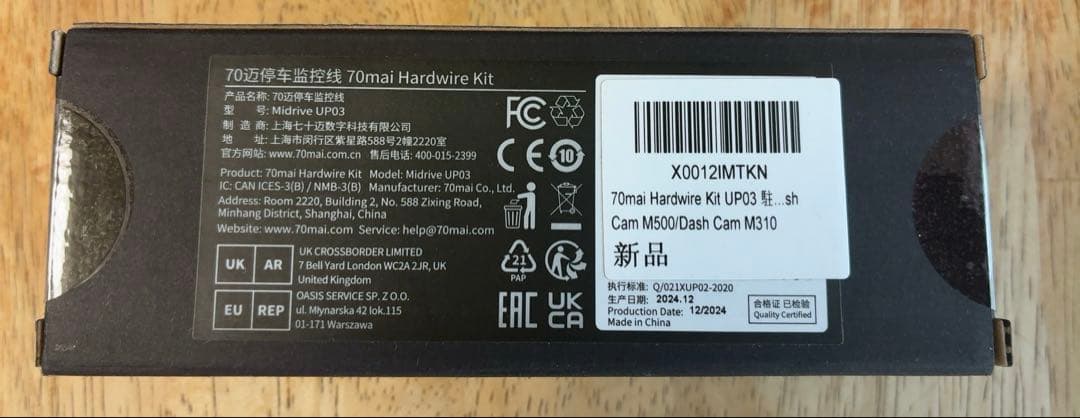 70迈停车监控线 70mai Hardwire Kit
产品名称: 70迈停车监控线
型 号: Midrive UP03
制 造 商: 上海七十迈数字科技有限公司
地 址: 上海市闵行区紫星路588号2幢2220室
官方网站: www.70mai.com.cn 售后电话: 400-015-2399
Product: 70mai Hardwire Kit Model: Midrive UP03
IC: CAN ICES-3(B) / NMB-3(B) Manufacturer: 70mai Co., Ltd.
Address: Room 2220, Building 2, No. 588 Zixing Road,
Minhang District, Shanghai, China
Website: www.70mai.com Service: help@70mai.com
UK AR
UK CROSSBORDER LIMITED
7 Bell Yard London WC2A 2JR, UK
United Kingdom
EU REP
OASIS SERVICE SP. Z O.O.
ul. Młynarska 42 lok.115
01-171 Warszawa
FC
CE 10
21
PAP
EAC UK
CA
X0012IMTKN
70mai Hardwire Kit UP03 駐...sh
Cam M500/Dash Cam M310
新品
执行标准: Q/021XUP02-2020
生产日期: 2024.12
Production Date: 12/2024
Made in China
合格证 已检验
Quality Certified